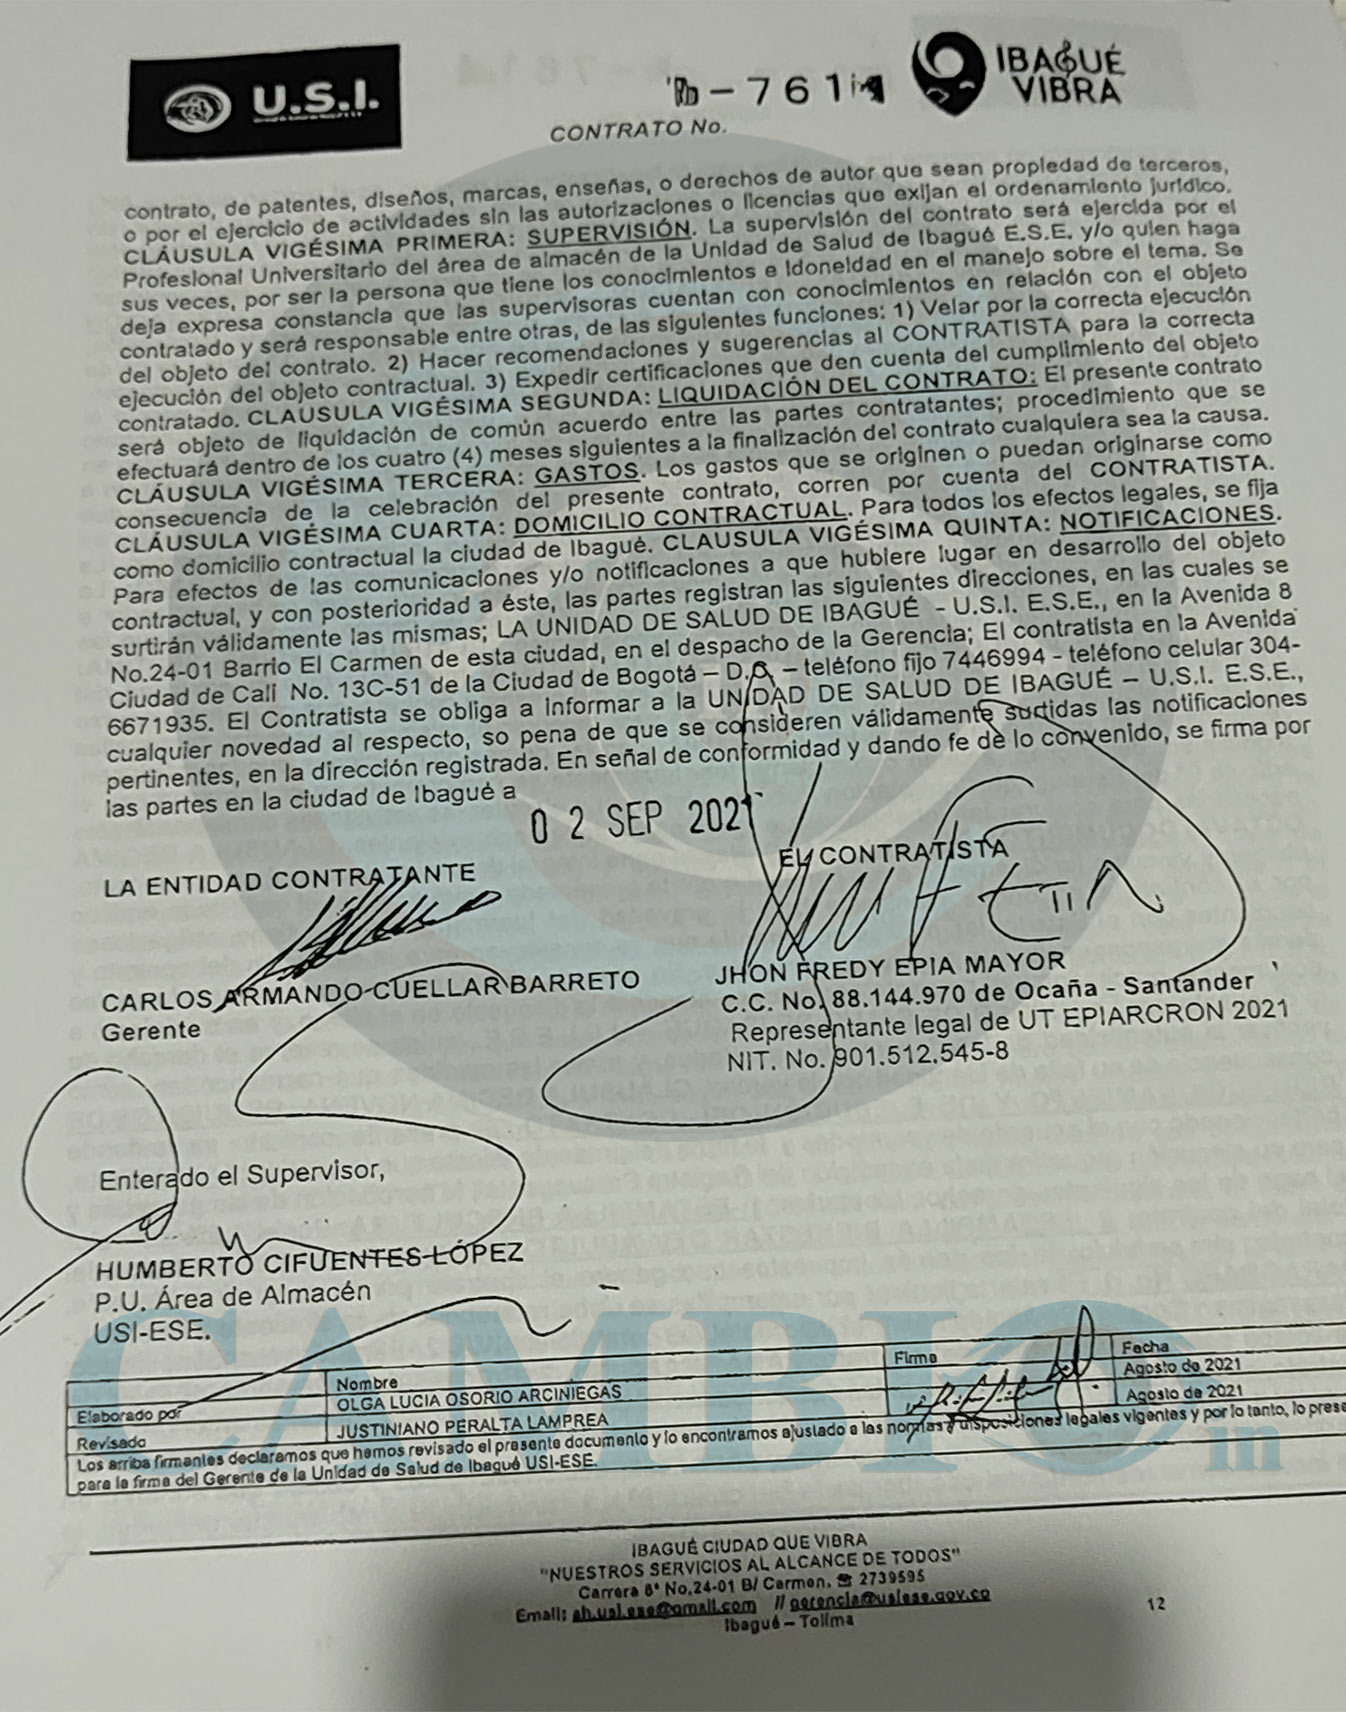 U.S.I.
- 7 6 1
IBAGUÉ
VIBRA
CONTRATO No.
contrato, de patentes, diseños, marcas, enseñas, o derechos de autor que sean propiedad de terceros,
o por el ejercicio de actividades sin las autorizaciones o licencias que exijan el ordenamiento jurídico.
CLÁUSULA VIGÉSIMA PRIMERA: SUPERVISIÓN. La supervisión del contrato será ejercida por el
Profesional Universitario del área de almacén de la Unidad de Salud de Ibagué E.S.E. y/o quien haga
sus veces, por ser la persona que tiene los conocimientos e idoneidad en el manejo sobre el tema. Se
deja expresa constancia que las supervisoras cuentan con conocimientos en relación con el objeto
contratado y será responsable entre otras, de las siguientes funciones: 1) Velar por la correcta ejecución
del objeto del contrato. 2) Hacer recomendaciones y sugerencias al CONTRATISTA para la correcta
ejecución del objeto contractual. 3) Expedir certificaciones que den cuenta del cumplimiento del objeto
contratado. CLAUSULA VIGÉSIMA SEGUNDA: LIQUIDACIÓN DEL CONTRATO: El presente contrato
será objeto de liquidación de común acuerdo entre las partes contratantes; procedimiento que se
efectuará dentro de los cuatro (4) meses siguientes a la finalización del contrato cualquiera sea la causa.
CLÁUSULA VIGÉSIMA TERCERA: GASTOS. Los gastos que se originen o puedan originarse como
consecuencia de la celebración del presente contrato, corren por cuenta del CONTRATISTA.
CLÁUSULA VIGÉSIMA CUARTA: DOMICILIO CONTRACTUAL. Para todos los efectos legales, se fija
como domicilio contractual la ciudad de Ibagué. CLAUSULA VIGÉSIMA QUINTA: NOTIFICACIONES.
Para efectos de las comunicaciones y/o notificaciones a que hubiere lugar en desarrollo del objeto
contractual, y con posterioridad a éste, las partes registran las siguientes direcciones, en las cuales se
surtirán válidamente las mismas; LA UNIDAD DE SALUD DE IBAGUÉ - U.S.I. E.S.E., en la Avenida 8
No.24-01 Barrio El Carmen de esta ciudad, en el despacho de la Gerencia; El contratista en la Avenida
Ciudad de Cali No. 13C-51 de la Ciudad de Bogotá – D.C. – teléfono fijo 7446994 - teléfono celular 304-
6671935. El Contratista se obliga a informar a la UNIDAD DE SALUD DE IBAGUÉ – U.S.I. E.S.E.,
cualquier novedad al respecto, so pena de que se consideren válidamente surtidas las notificaciones
pertinentes, en la dirección registrada. En señal de conformidad y dando fe de lo convenido, se firma por
las partes en la ciudad de Ibagué a
0 2 SEP 2021
LA ENTIDAD CONTRATANTE
EL CONTRATISTA
CARLOS ARMANDO CUELLAR BARRETO
Gerente
JHON FREDY EPIA MAYOR
C.C. No. 88.144.970 de Ocaña - Santander
Representante legal de UT EPIARCRON 2021
NIT. No. 901.512.545-8
Enterado el Supervisor,
HUMBERTO CIFUENTES LÓPEZ
P.U. Área de Almacén
USI-ESE.
CAMBIO in
Nombre Firma Fecha
Elaborado por OLGA LUCIA OSORIO ARCINIEGAS Agosto de 2021
Revisado JUSTINIANO PERALTA LAMPREA Agosto de 2021
Los arriba firmantes declaramos que hemos revisado el presente documento y lo encontramos ajustado a las normas y disposiciones legales vigentes y por lo tanto, lo prese
para la firma del Gerente de la Unidad de Salud de Ibagué USI-ESE.
IBAGUÉ CIUDAD QUE VIBRA
"NUESTROS SERVICIOS AL ALCANCE DE TODOS"
Carrera 8ª No.24-01 B/ Carmen. ☎ 2739595
Email: sh.usi.ese@gmail.com // gerencia@usiese.gov.co
Ibagué – Tolima
12